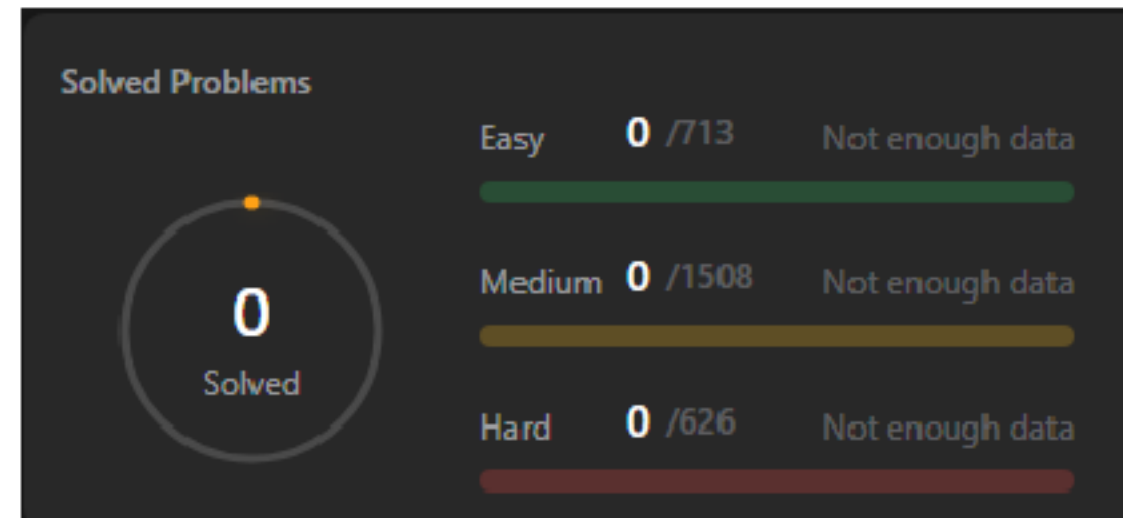 Solved Problems
0
Solved
Easy 0 /713 Not enough data
Medium 0 /1508 Not enough data
Hard 0 /626 Not enough data